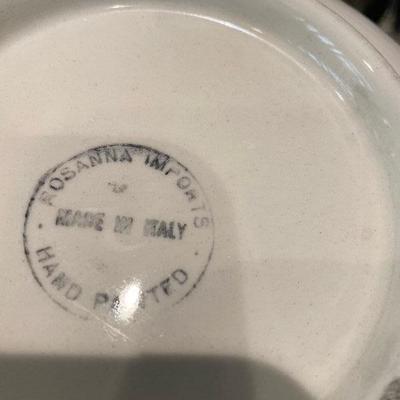 ROSANNA IMPORTS
MADE IN ITALY
HAND PAINTED